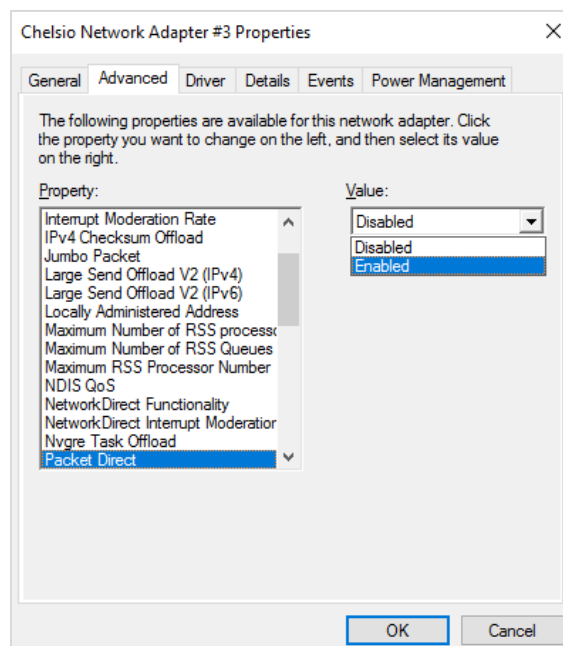 Chelsio Network Adapter #3 Properties
General Advanced Driver Details Events Power Management
The following properties are available for this network adapter. Click
the property you want to change on the left, and then select its value
on the right.
Property:
Value:
Interrupt Moderation Rate
IPv4 Checksum Offload
Jumbo Packet
Large Send Offload V2 (IPv4)
Large Send Offload V2 (IPv6)
Locally Administered Address
Maximum Number of RSS processo
Maximum Number of RSS Queues
Maximum RSS Processor Number
NDIS QoS
NetworkDirect Functionality
NetworkDirect Interrupt Moderation
Nvgre Task Offload
Packet Direct
Disabled
Disabled
Enabled
OK Cancel